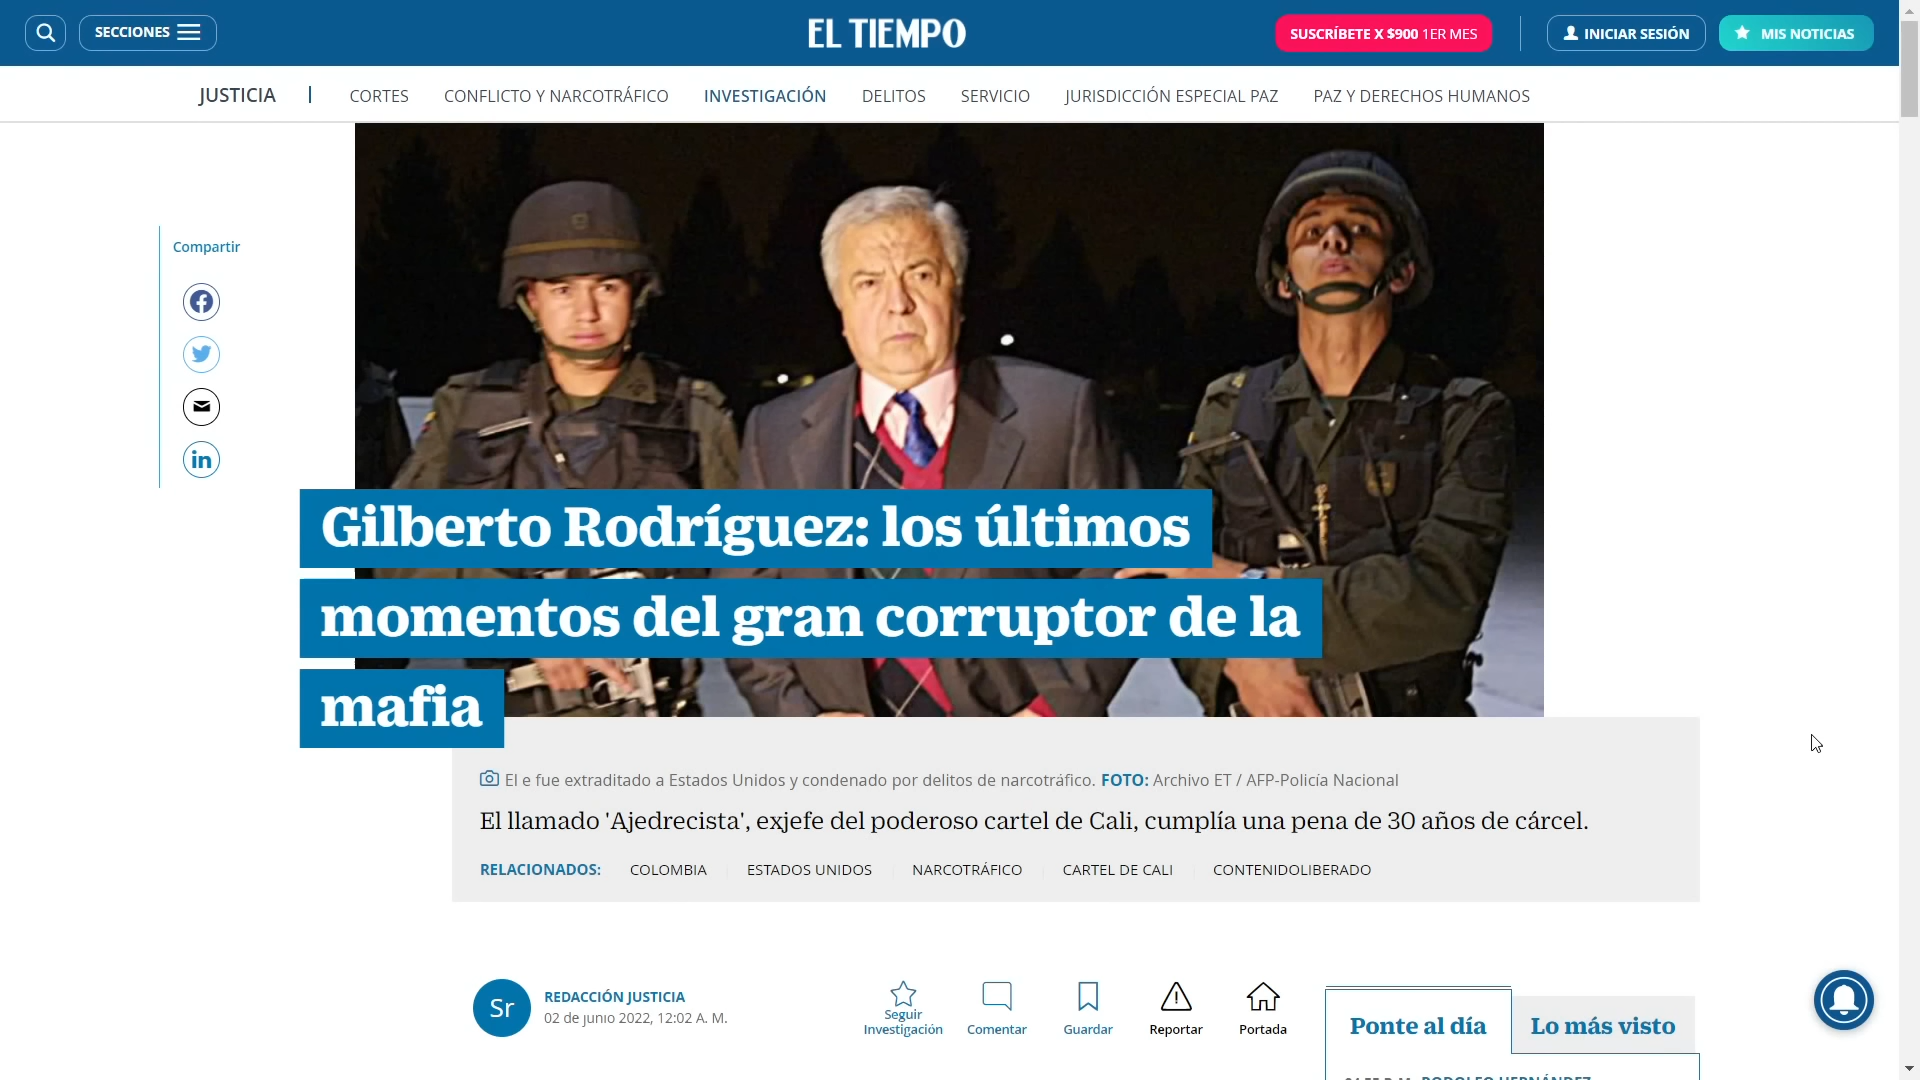 SECCIONES
EL TIEMPO
SUSCRÍBETE X $900 1ER MES
INICIAR SESIÓN
MIS NOTICIAS
JUSTICIA
CORTES
CONFLICTO Y NARCOTRÁFICO
INVESTIGACIÓN
DELITOS
SERVICIO
JURISDICCIÓN ESPECIAL PAZ
PAZ Y DERECHOS HUMANOS
Compartir
Gilberto Rodríguez: los últimos
momentos del gran corruptor de la
mafia
El e fue extraditado a Estados Unidos y condenado por delitos de narcotráfico. FOTO: Archivo ET / AFP-Policía Nacional
El llamado 'Ajedrecista', exjefe del poderoso cartel de Cali, cumplía una pena de 30 años de cárcel.
RELACIONADOS: COLOMBIA ESTADOS UNIDOS NARCOTRÁFICO CARTEL DE CALI CONTENIDOLIBERADO
Sr
REDACCIÓN JUSTICIA
02 de junio 2022, 12:02 A. M.
Seguir
Investigación
Comentar
Guardar
Reportar
Portada
Ponte al día
Lo más visto
RODOLFO HERNÁNDEZ